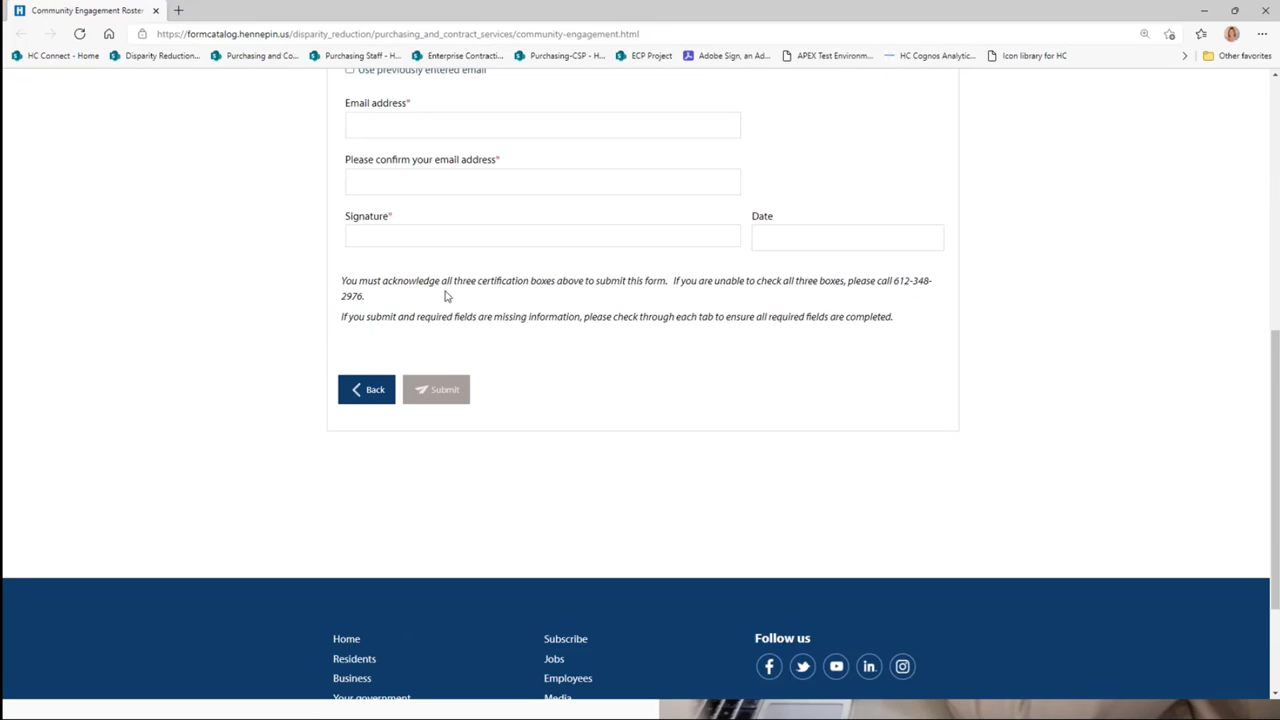 Community Engagement Roster
https://formcatalog.hennepin.us/disparity_reduction/purchasing_and_contract_services/community-engagement.html
HC Connect - Home
Disparity Reduction...
Purchasing and Co...
Purchasing Staff - H...
Enterprise Contracti...
Purchasing-CSP - H...
ECP Project
Adobe Sign, an Ad...
APEX Test Environm...
HC Cognos Analytic...
Icon library for HC
Other favorites
Use previously entered email
Email address*
Please confirm your email address*
Signature*
Date
You must acknowledge all three certification boxes above to submit this form. If you are unable to check all three boxes, please call 612-348-
2976.
If you submit and required fields are missing information, please check through each tab to ensure all required fields are completed.
Back
Submit
Home
Subscribe
Follow us
Residents
Jobs
Business
Employees
Your government
Media